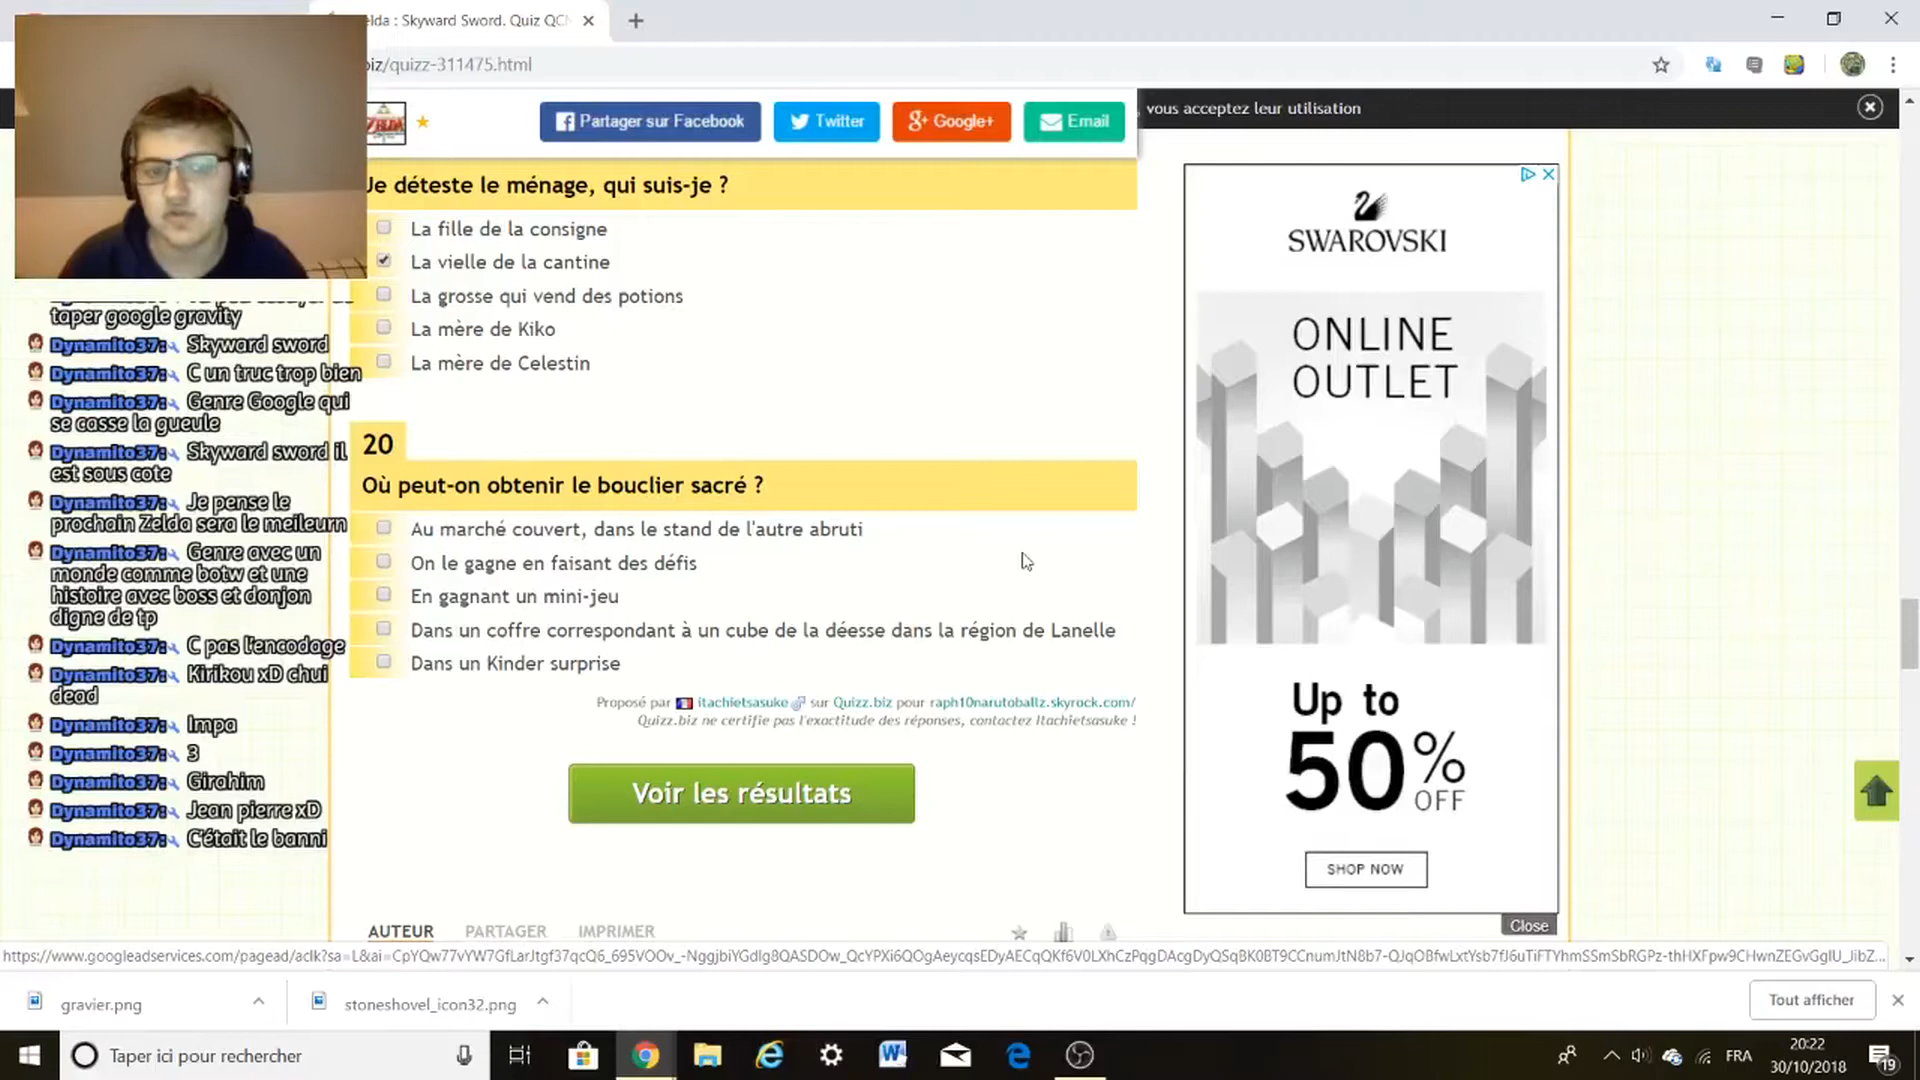 elda : Skyward Sword. Quiz QC
iz/quizz-311475.html
vous acceptez leur utilisation
Partager sur Facebook
Twitter
Google+
Email
Je déteste le ménage, qui suis-je ?
La fille de la consigne
La vielle de la cantine
La grosse qui vend des potions
La mère de Kiko
La mère de Celestin
20
Où peut-on obtenir le bouclier sacré ?
Au marché couvert, dans le stand de l'autre abruti
On le gagne en faisant des défis
En gagnant un mini-jeu
Dans un coffre correspondant à un cube de la déesse dans la région de Lanelle
Dans un Kinder surprise
Proposé par itachietsasuke sur Quizz.biz pour raph10narutoballz.skyrock.com/
Quizz.biz ne certifie pas l'exactitude des réponses, contactez Itachietsasuke !
Voir les résultats
AUTEUR PARTAGER IMPRIMER
taper google gravity
Dynamito37: Skyward sword
Dynamito37: C un truc trop bien
Dynamito37: Genre Google qui
se casse la gueule
Dynamito37: Skyward sword il
est sous cote
Dynamito37: Je pense le
prochain Zelda sera le meileurn
Dynamito37: Genre avec un
monde comme botw et une
histoire avec boss et donjon
digne de tp
Dynamito37: C pas l'encodage
Dynamito37: Kirikou xD chui
dead
Dynamito37: Impa
Dynamito37: 3
Dynamito37: Girahim
Dynamito37: Jean pierre xD
Dynamito37: C'était le banni
SWAROVSKI
ONLINE
OUTLET
Up to
50%
OFF
SHOP NOW
Close
gravier.png
stoneshovel_icon32.png
Tout afficher
Taper ici pour rechercher
FRA
20:22
30/10/2018
19